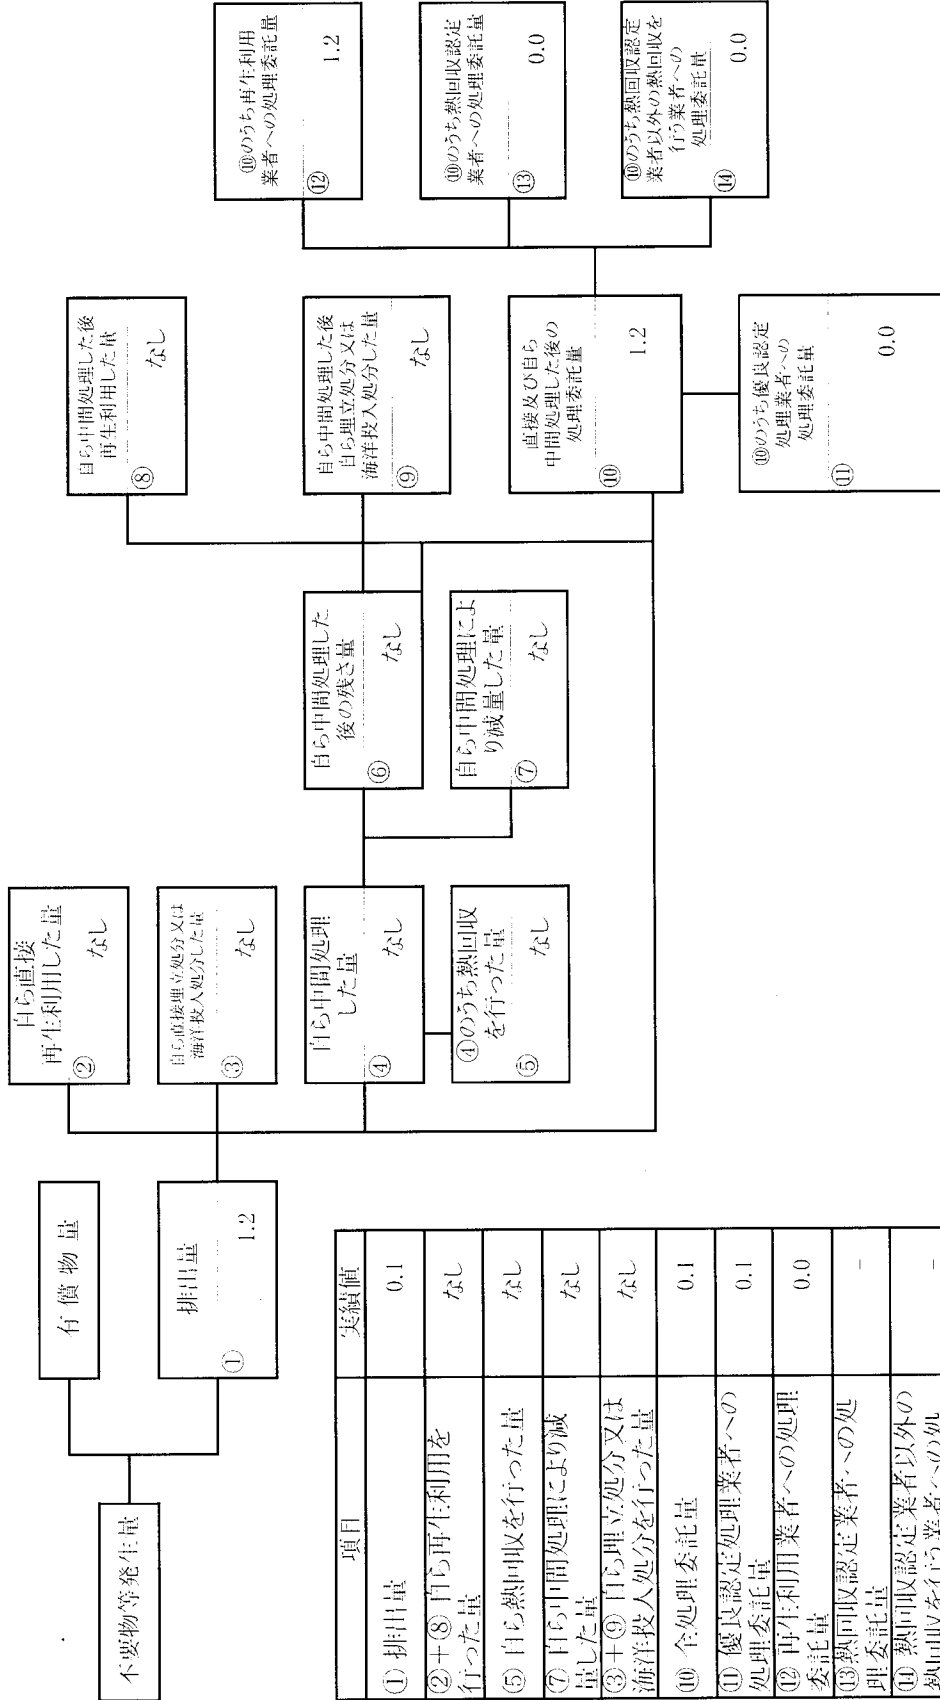 不要物等発生量
有償物量
排出量
①
1.2
自ら直接
再生利用した量
②
なし
自ら直接埋立処分又は
海洋投入処分した量
③
なし
自ら中間処理
した量
④
なし
④のうち熱回収
を行った量
⑤
なし
自ら中間処理した
後の残さ量
⑥
なし
自ら中間処理によ
り減量した量
⑦
なし
自ら中間処理した後
再生利用した量
⑧
なし
自ら中間処理した後
自ら埋立処分又は
海洋投入処分した量
⑨
なし
直接及び自ら
中間処理した後の
処理委託量
⑩
1.2
⑩のうち優良認定
処理業者への
処理委託量
⑪
0.0
⑩のうち再生利用
業者への処理委託量
⑫
1.2
⑩のうち熱回収認定
業者への処理委託量
⑬
0.0
⑩のうち熱回収認定
業者以外の熱回収を
行う業者への
処理委託量
⑭
0.0
項目 実績値
① 排出量 0.1
②+⑧ 自ら再生利用を
行った量 なし
⑤ 自ら熱回収を行った量 なし
⑦ 自ら中間処理により減
量した量 なし
③+⑨ 自ら埋立処分又は
海洋投入処分を行った量 なし
⑩ 全処理委託量 0.1
⑪ 優良認定処理業者への
処理委託量 0.1
⑫ 再生利用業者への処理
委託量 0.0
⑬熱回収認定業者への処
理委託量 －
⑭ 熱回収認定業者以外の
熱回収を行う業者への処 －